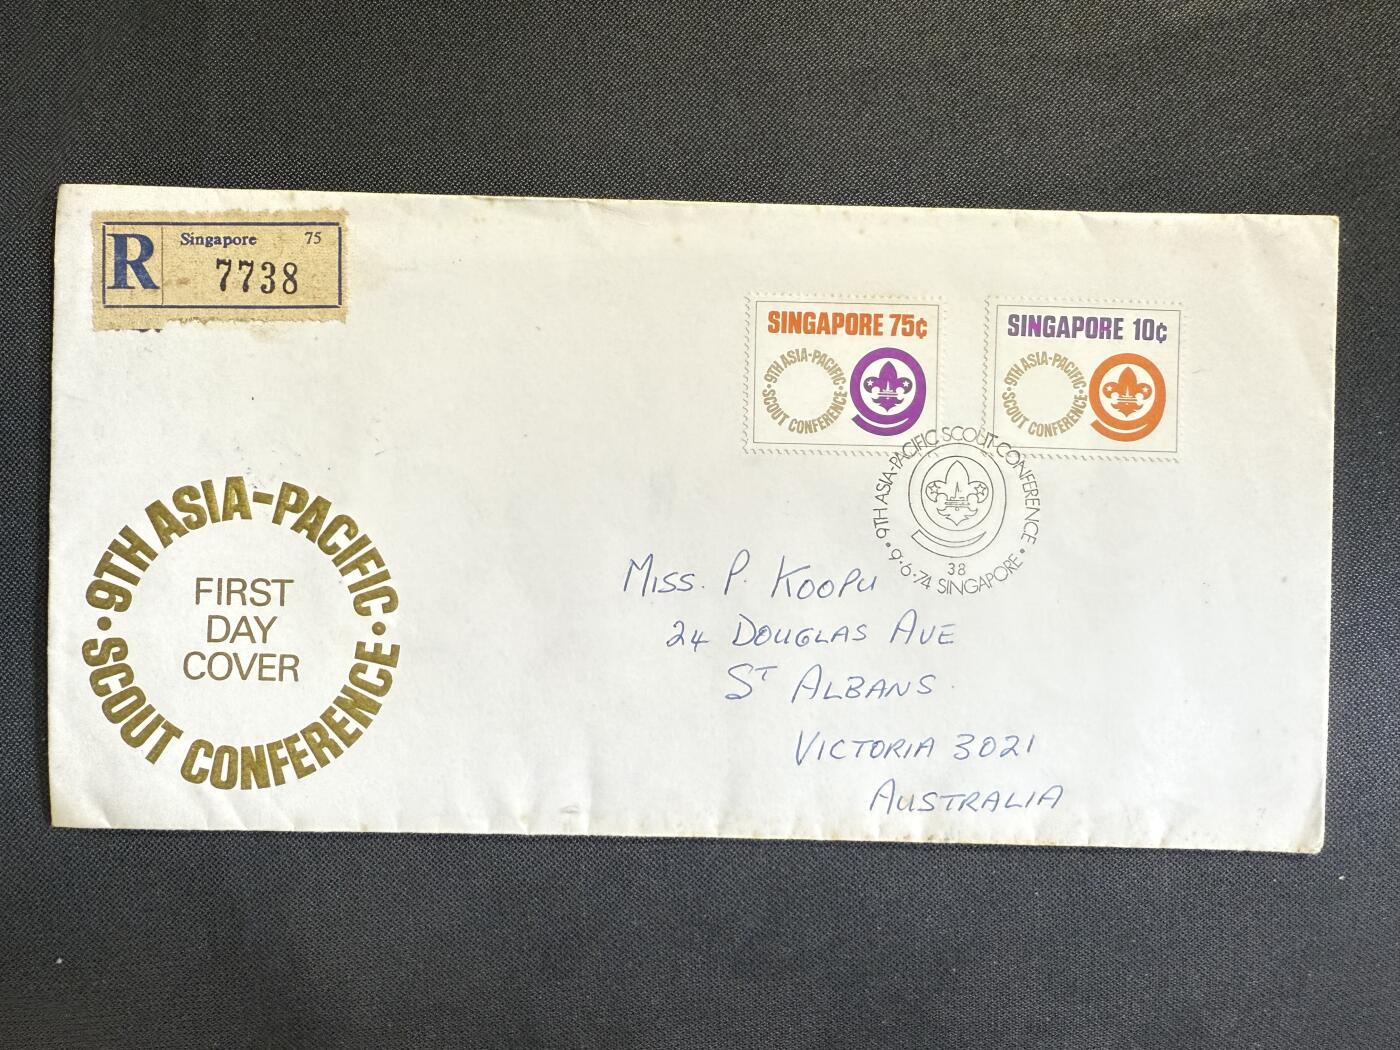 R
Singapore 75
7738
SINGAPORE 75¢
9TH ASIA-PACIFIC
SCOUT CONFERENCE
SINGAPORE 10¢
9TH ASIA-PACIFIC
SCOUT CONFERENCE
9TH ASIA-PACIFIC SCOUT CONFERENCE
38
9·6·74 SINGAPORE
9TH ASIA-PACIFIC
SCOUT CONFERENCE
FIRST
DAY
COVER
MISS. P. KOOPU
24 DOUGLAS AVE
ST ALBANS
VICTORIA 3021
AUSTRALIA